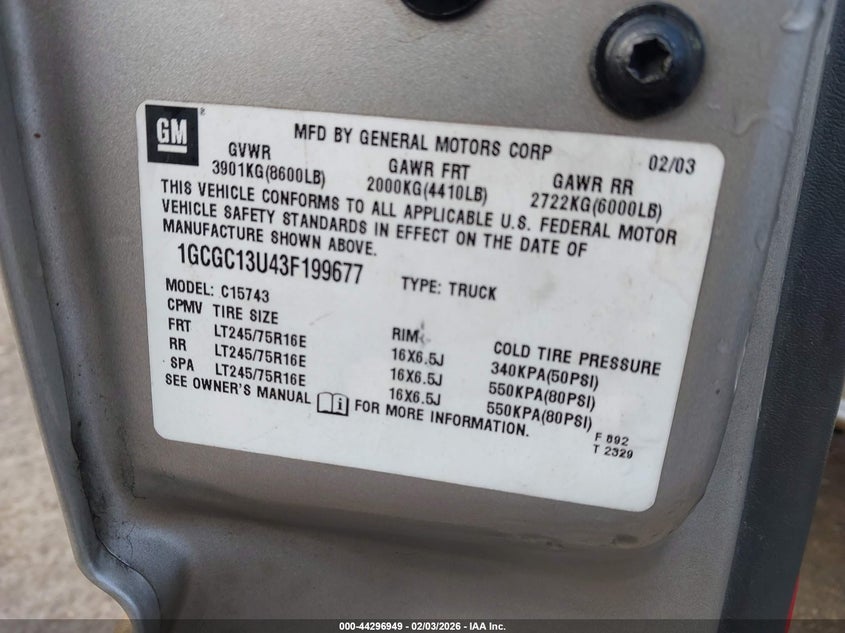 GM
MFD BY GENERAL MOTORS CORP 02/03
GVWR GAWR FRT GAWR RR
3901KG(8600LB) 2000KG(4410LB) 2722KG(6000LB)
THIS VEHICLE CONFORMS TO ALL APPLICABLE U.S. FEDERAL MOTOR
VEHICLE SAFETY STANDARDS IN EFFECT ON THE DATE OF
MANUFACTURE SHOWN ABOVE.
1GCGC13U43F199677 TYPE: TRUCK
MODEL: C15743
CPMV TIRE SIZE RIM COLD TIRE PRESSURE
FRT LT245/75R16E 16X6.5J 340KPA(50PSI)
RR LT245/75R16E 16X6.5J 550KPA(80PSI)
SPA LT245/75R16E 16X6.5J 550KPA(80PSI)
SEE OWNER'S MANUAL FOR MORE INFORMATION.
F 892
T 2329
000-44296949 - 02/03/2026 - IAA Inc.